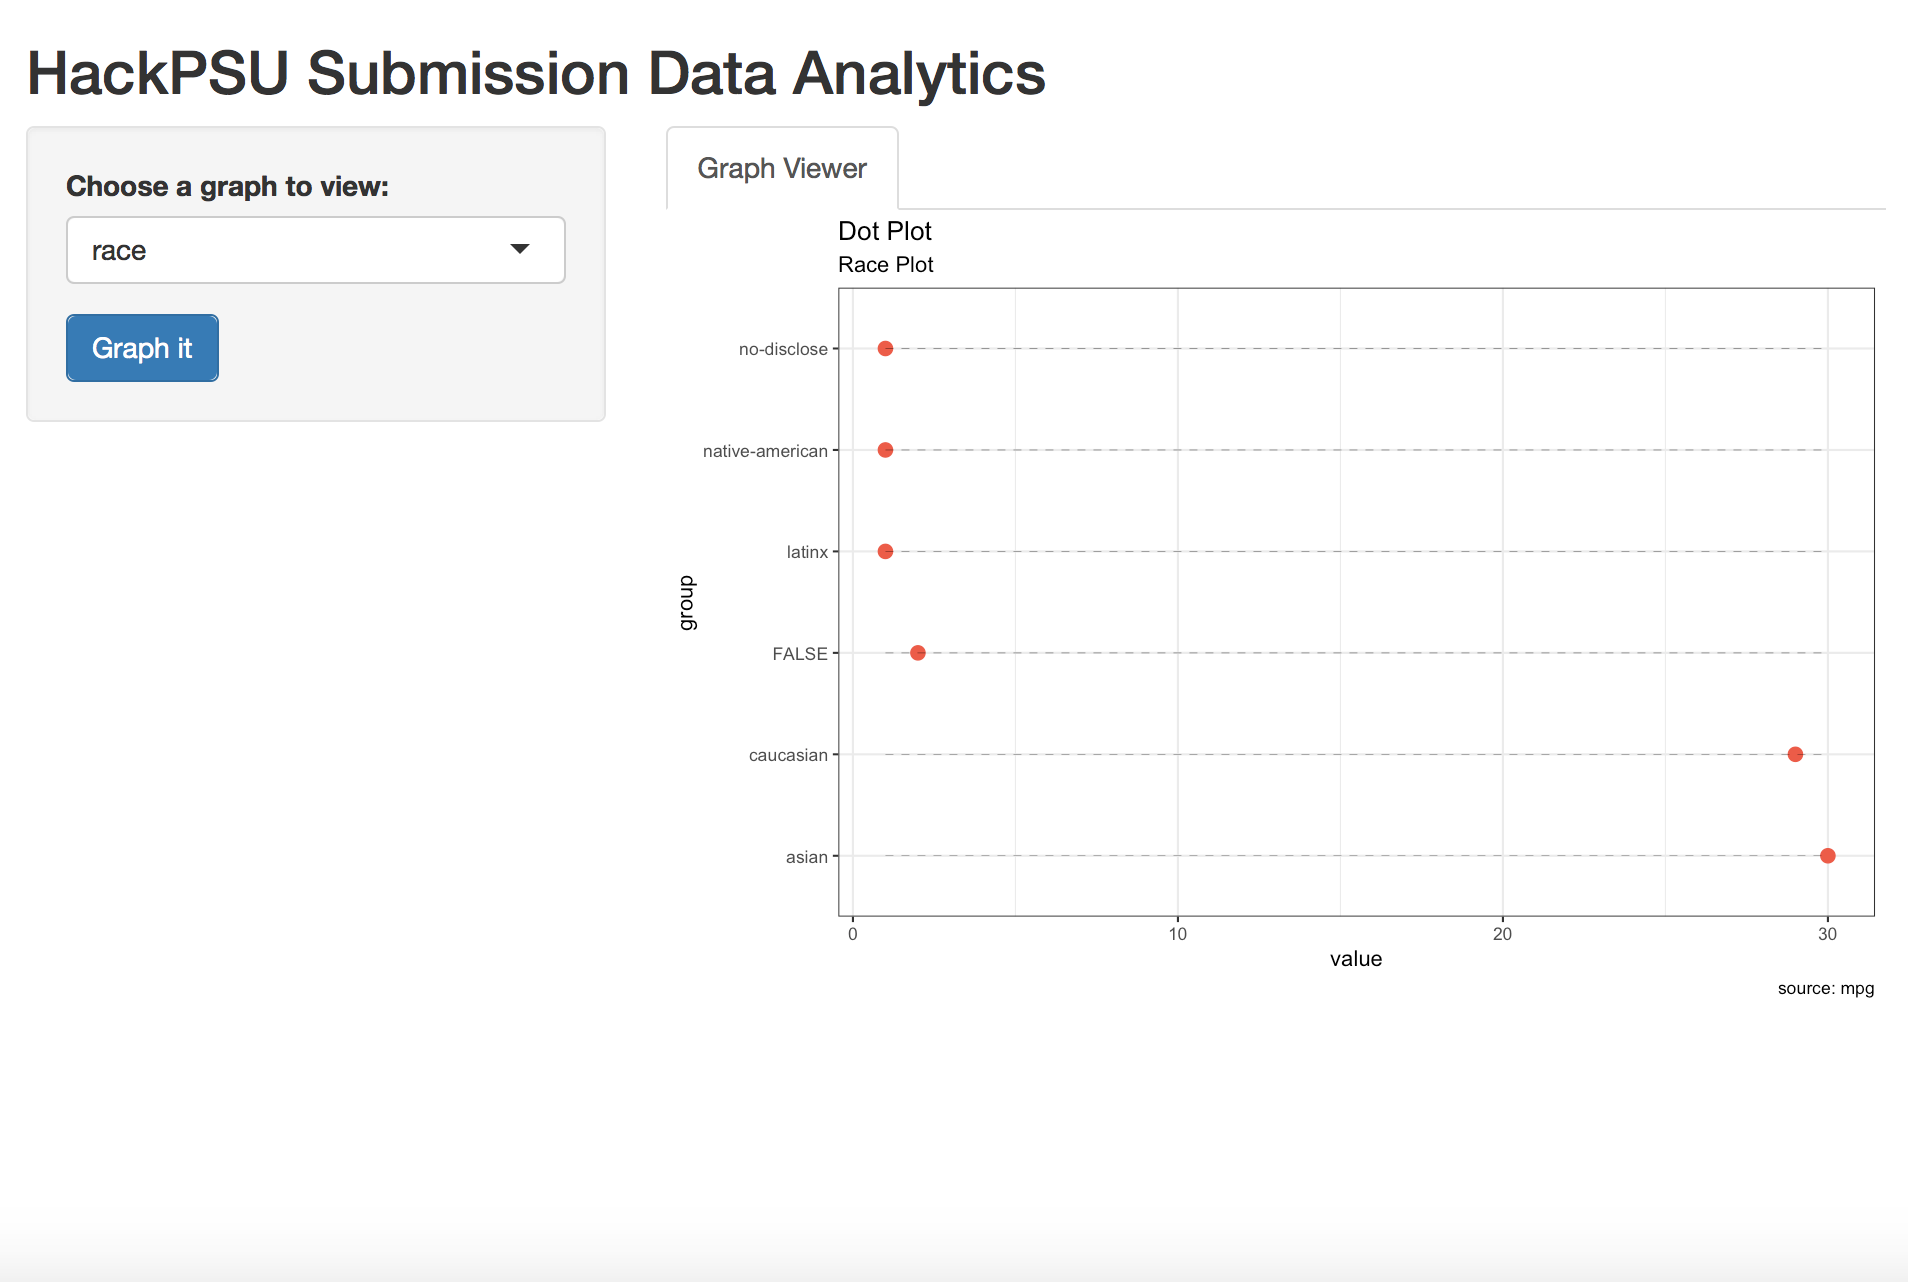 HackPSU Submission Data Analytics
Choose a graph to view:
race
Graph it
Graph Viewer
Dot Plot
Race Plot
group
no-disclose
native-american
latinx
FALSE
caucasian
asian
0 10 20 30
value
source: mpg